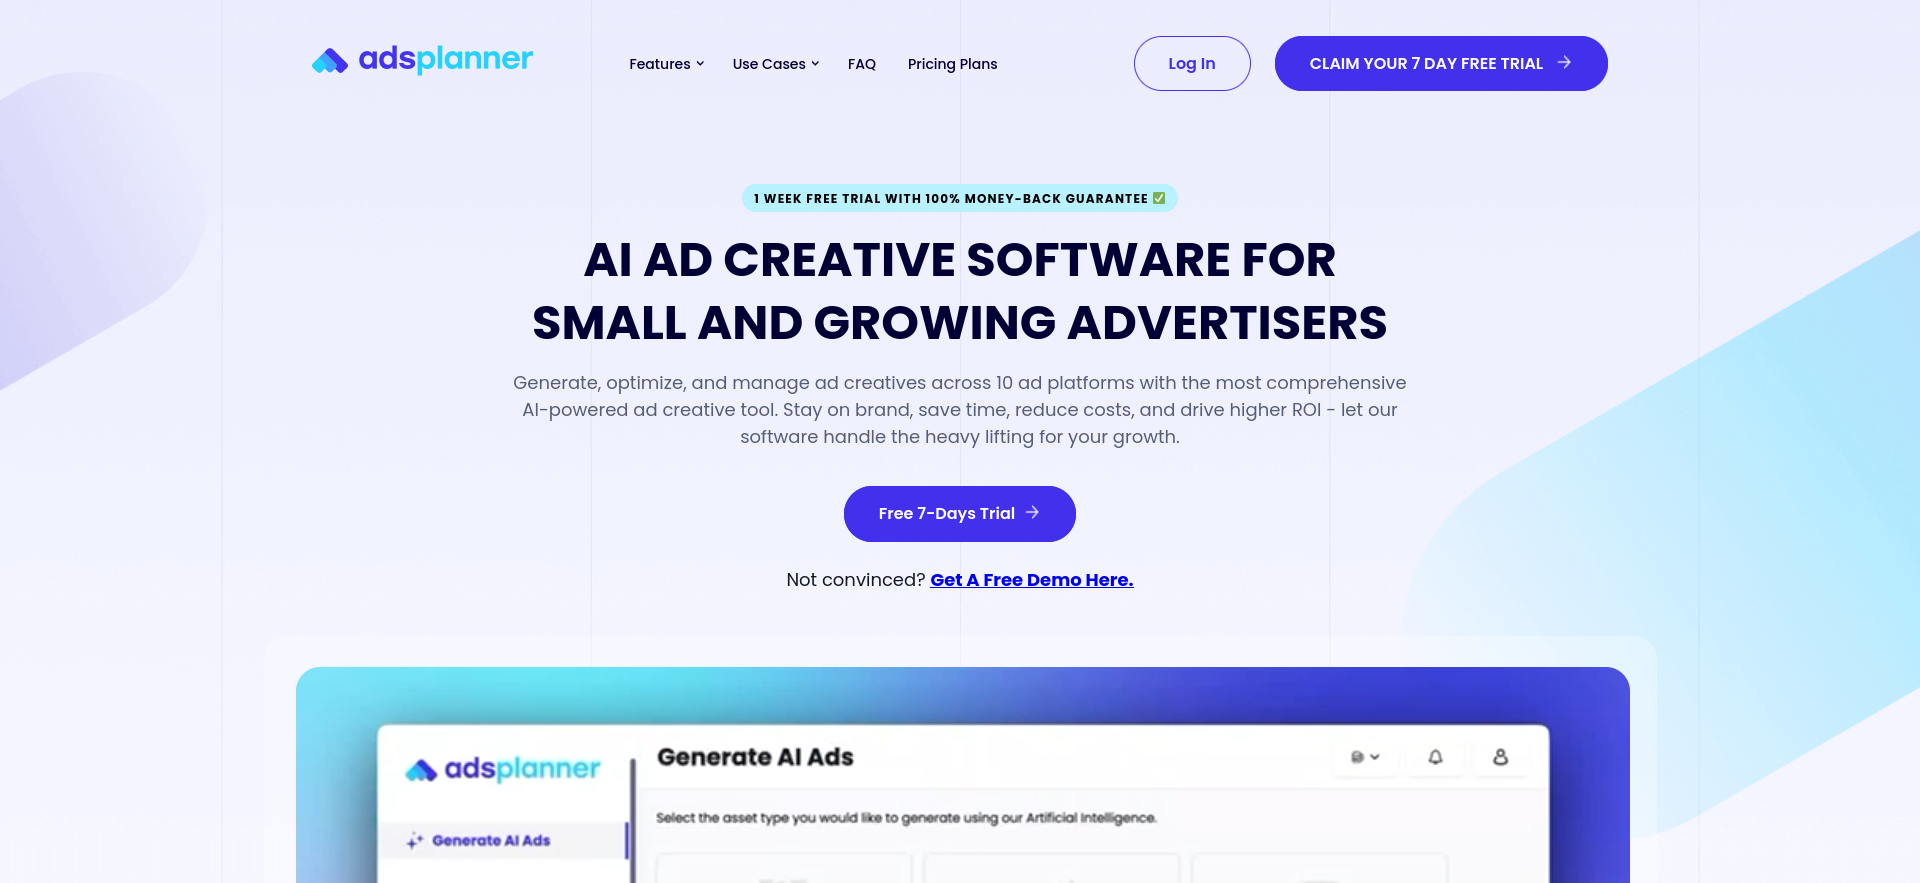 adsplanner
Features
Use Cases
FAQ
Pricing Plans
Log In
CLAIM YOUR 7 DAY FREE TRIAL
1 WEEK FREE TRIAL WITH 100% MONEY-BACK GUARANTEE ✅
AI AD CREATIVE SOFTWARE FOR
SMALL AND GROWING ADVERTISERS
Generate, optimize, and manage ad creatives across 10 ad platforms with the most comprehensive
AI-powered ad creative tool. Stay on brand, save time, reduce costs, and drive higher ROI - let our
software handle the heavy lifting for your growth.
Free 7-Days Trial
Not convinced? Get A Free Demo Here.
adsplanner
Generate AI Ads
Select the asset type you would like to generate using our Artificial Intelligence.
Generate AI Ads